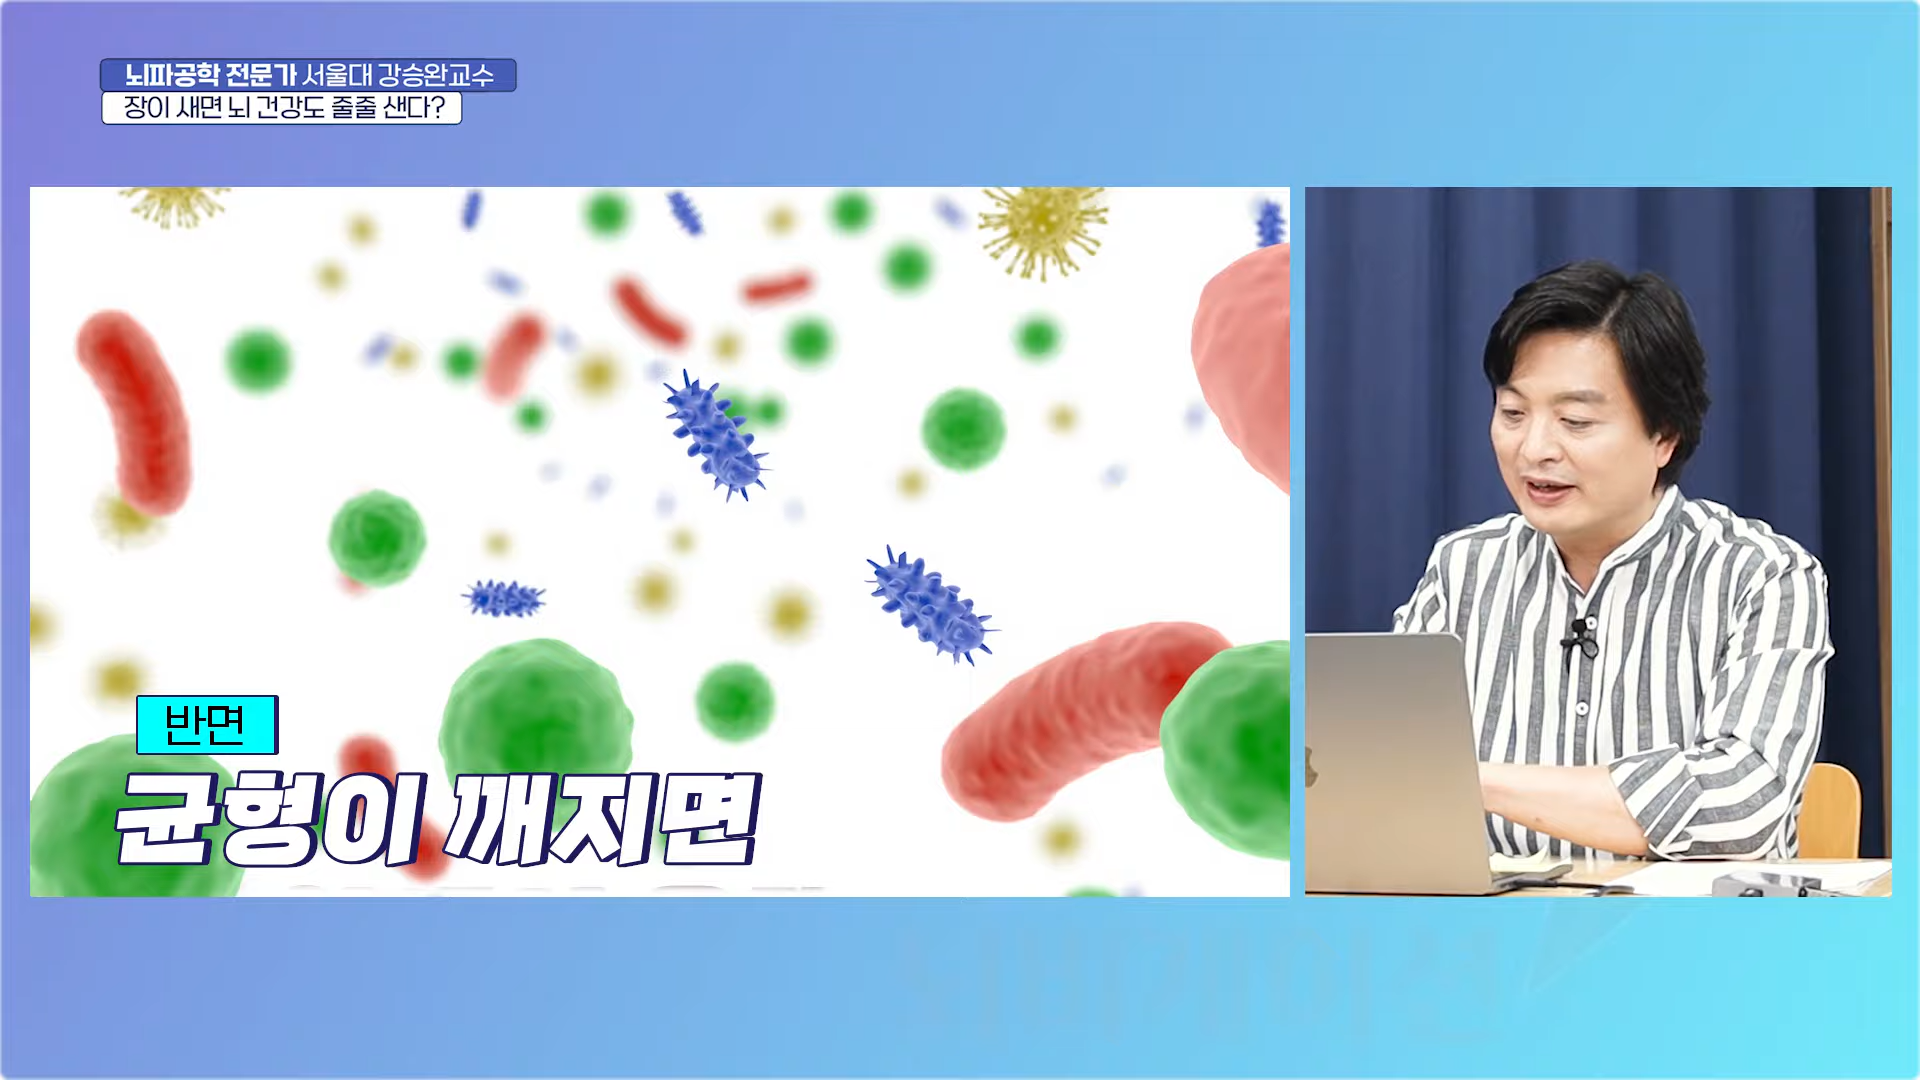 뇌파공학 전문가 서울대 강승완교수
장이 새면 뇌 건강도 줄줄 샌다?
반면
균형이 깨지면